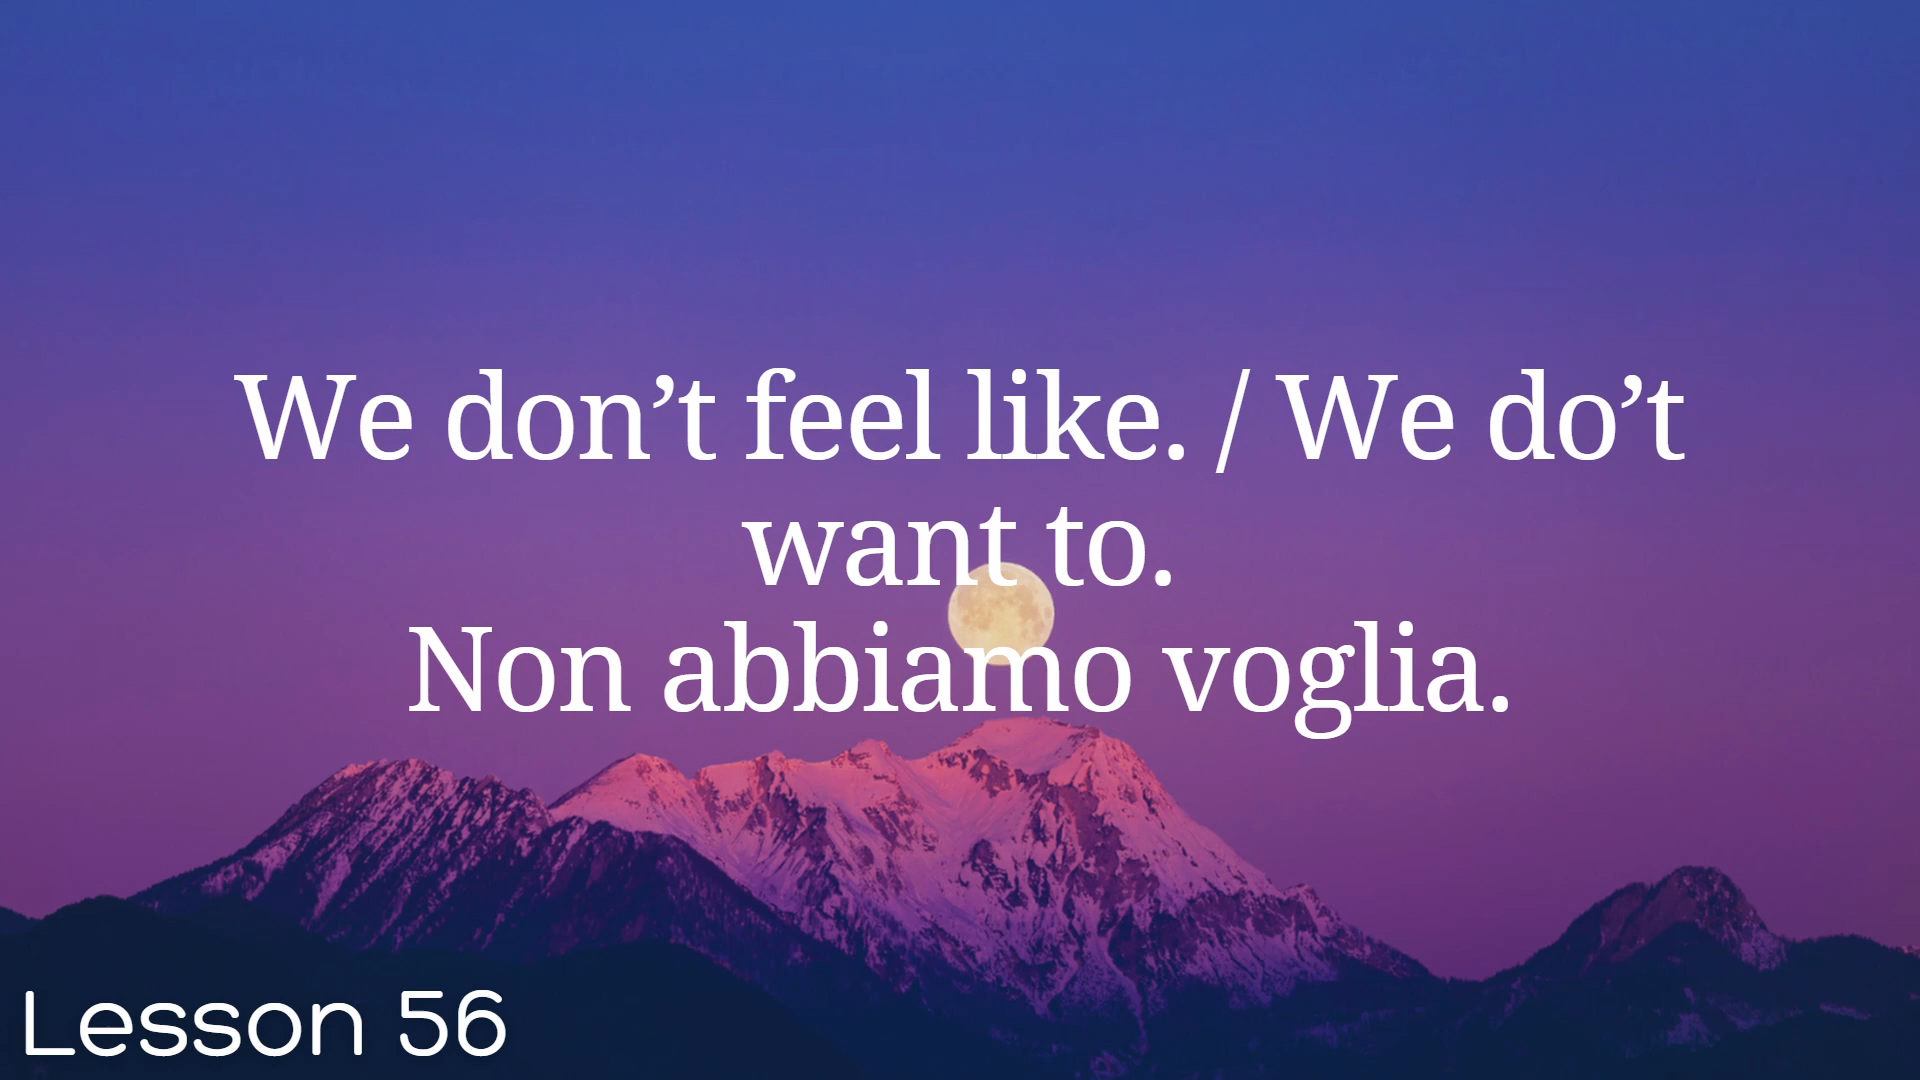 We don’t feel like. / We do’t
want to.
Non abbiamo voglia.
Lesson 56